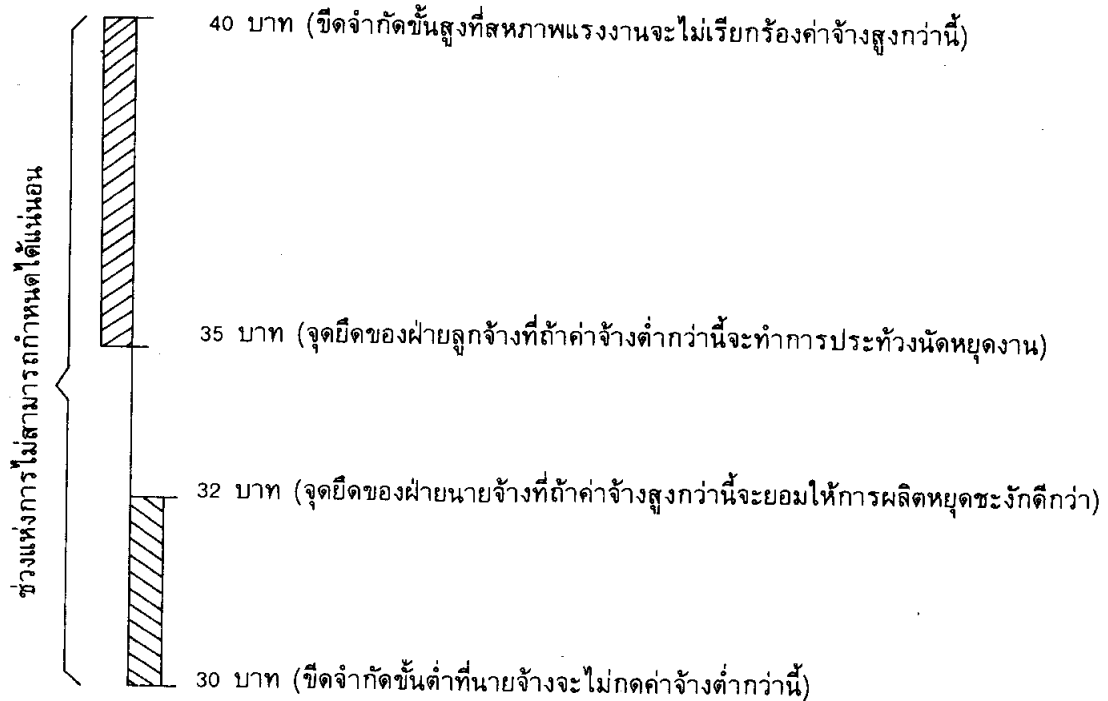 40 บาท (ขีดจำกัดขั้นสูงที่สหภาพแรงงานจะไม่เรียกร้องค่าจ้างสูงกว่านี้)
ช่วงแห่งการไม่สามารถกำหนดได้แน่นอน
35 บาท (จุดยึดของฝ่ายลูกจ้างที่ถ้าค่าจ้างต่ำกว่านี้จะทำการประท้วงนัดหยุดงาน)
32 บาท (จุดยึดของฝ่ายนายจ้างที่ถ้าค่าจ้างสูงกว่านี้จะยอมให้การผลิตหยุดชะงักดีกว่า)
30 บาท (ขีดจำกัดขั้นต่ำที่นายจ้างจะไม่กดค่าจ้างต่ำกว่านี้)